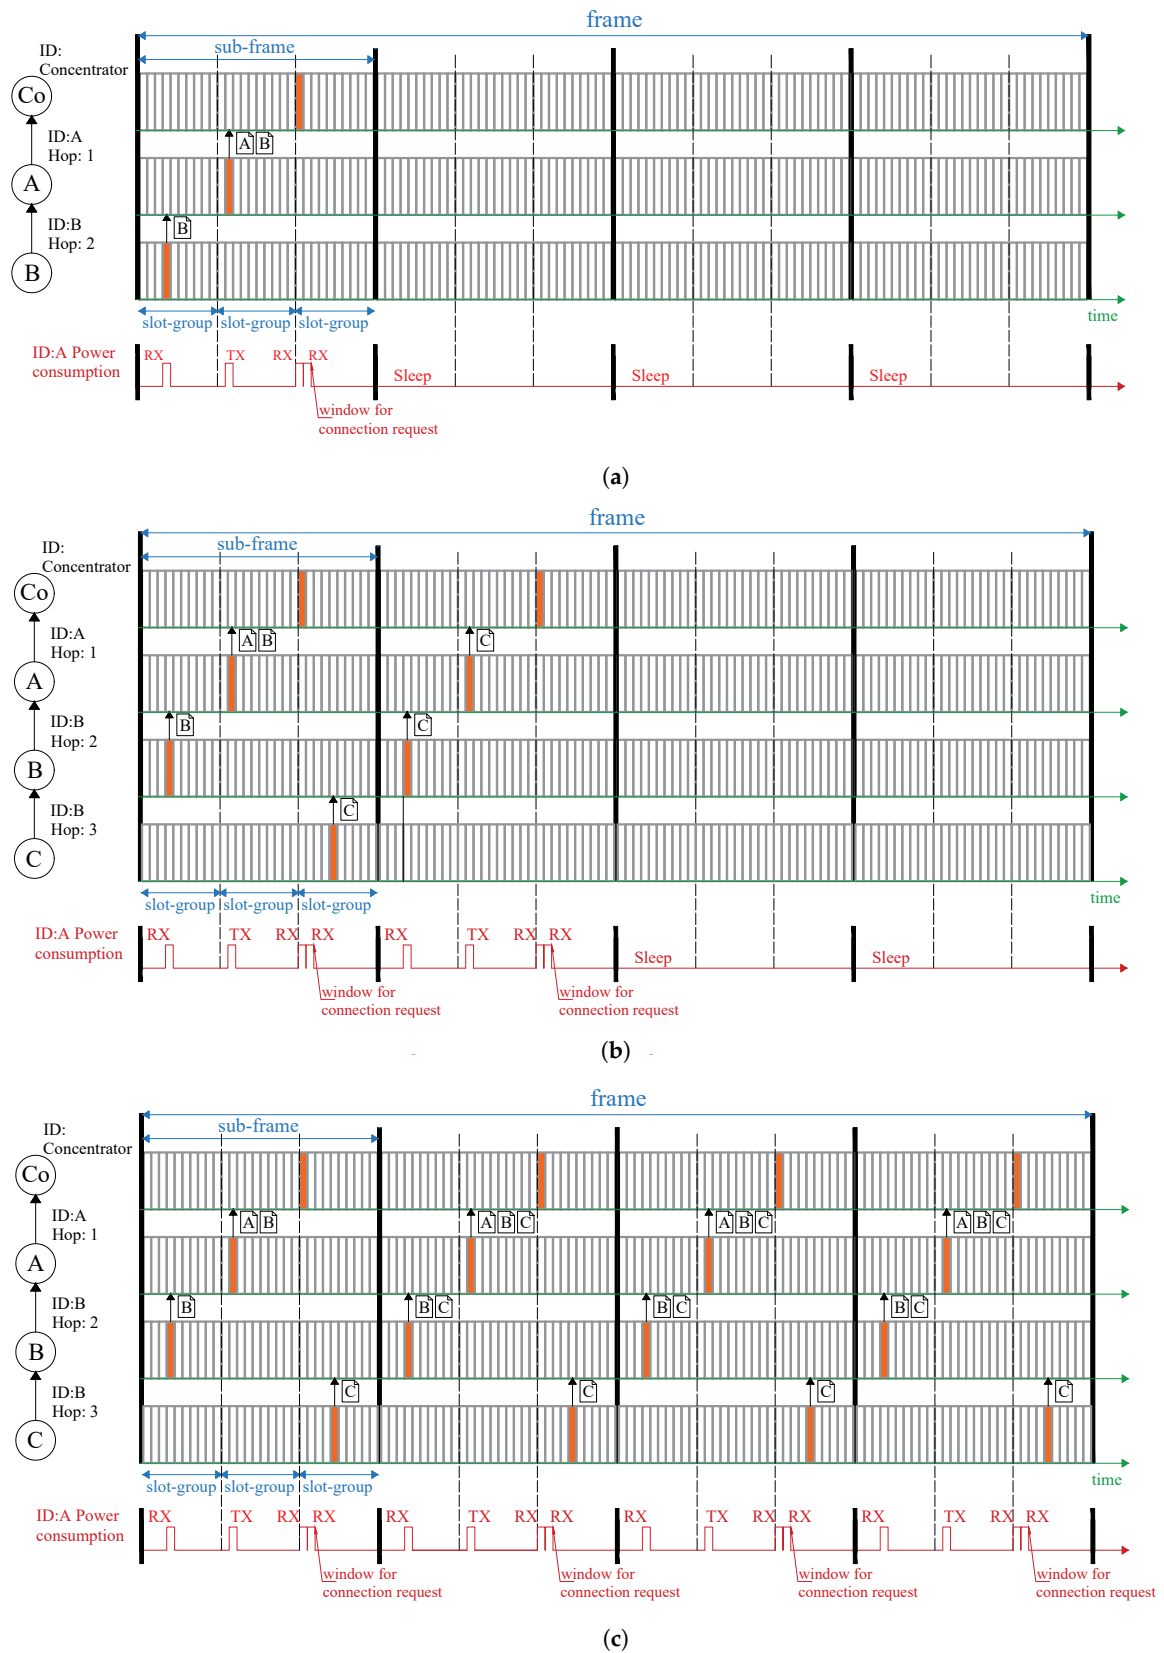 frame
sub-frame
ID:
Concentrator
Co
ID:A
Hop: 1
A B
A
ID:B
Hop: 2
B
B
time
slot-group slot-group slot-group
ID:A Power
consumption
RX TX RX RX
Sleep Sleep Sleep
window for
connection request
(a)
frame
sub-frame
ID:
Concentrator
Co
ID:A
Hop: 1
A B C
A
ID:B
Hop: 2
B C
B
ID:B
Hop: 3
C
C
time
slot-group slot-group slot-group
ID:A Power
consumption
RX TX RX RX RX TX RX RX
Sleep Sleep
window for window for
connection request connection request
(b)
frame
sub-frame
ID:
Concentrator
Co
ID:A
Hop: 1
A B A B C A B C A B C
A
ID:B
Hop: 2
B B C B C B C
B
ID:B
Hop: 3
C C C C
C
time
slot-group slot-group slot-group
ID:A Power
consumption
RX TX RX RX RX TX RX RX RX TX RX RX RX TX RX RX
window for window for window for window for
connection request connection request connection request connection request
(c)